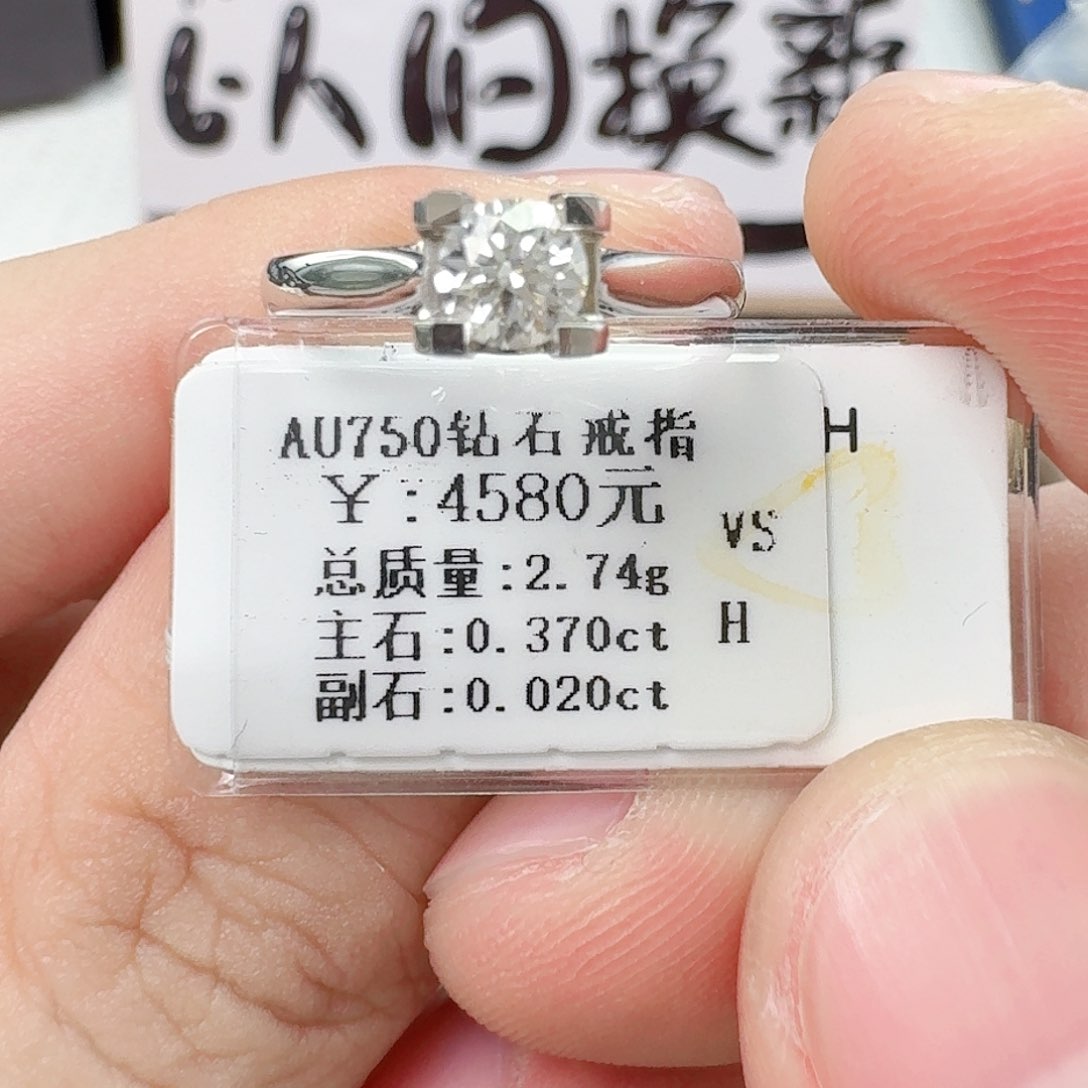 以旧换新
AU750钻石戒指
H
￥:4580元
VS
总质量:2.74g
主石:0.370ct
H
副石:0.020ct